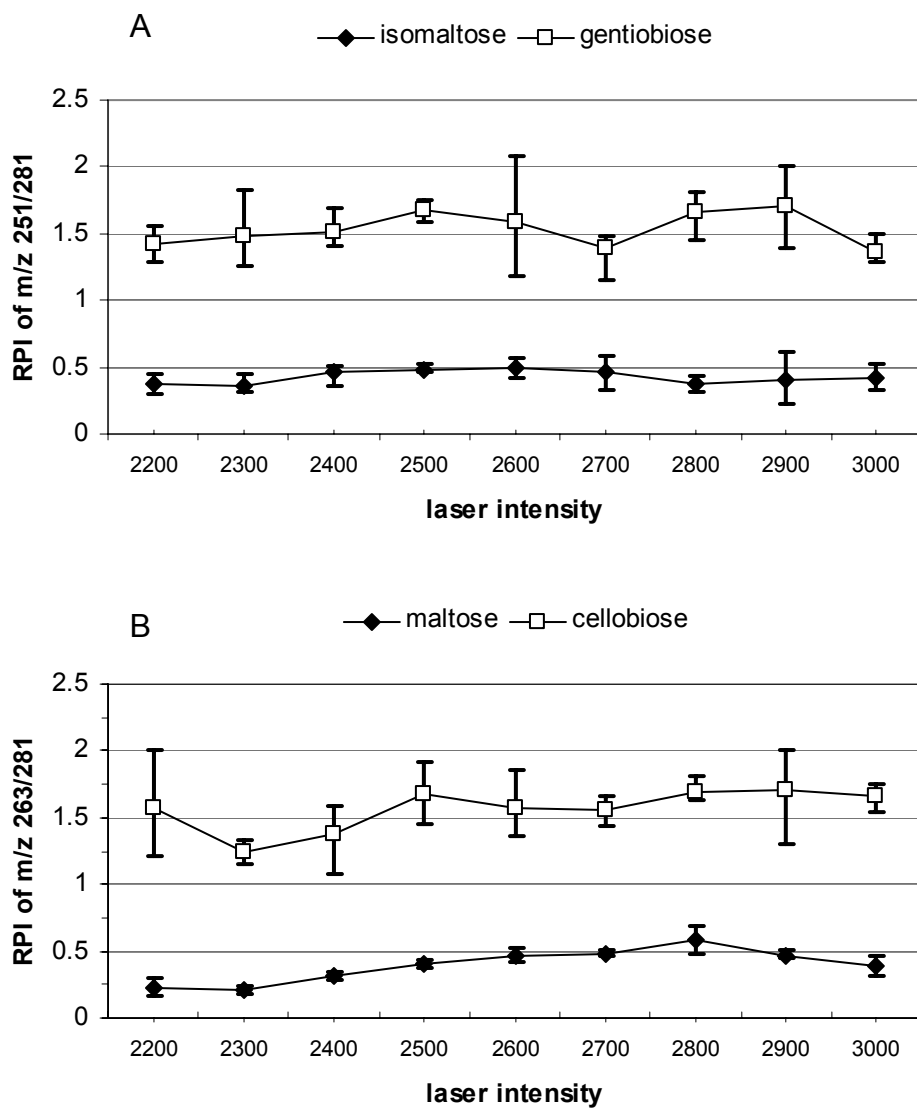 A
isomaltose gentiobiose
2.5
2
1.5
1
0.5
0
RPI of m/z 251/281
2200 2300 2400 2500 2600 2700 2800 2900 3000
laser intensity
B
maltose cellobiose
2.5
2
1.5
1
0.5
0
RPI of m/z 263/281
2200 2300 2400 2500 2600 2700 2800 2900 3000
laser intensity